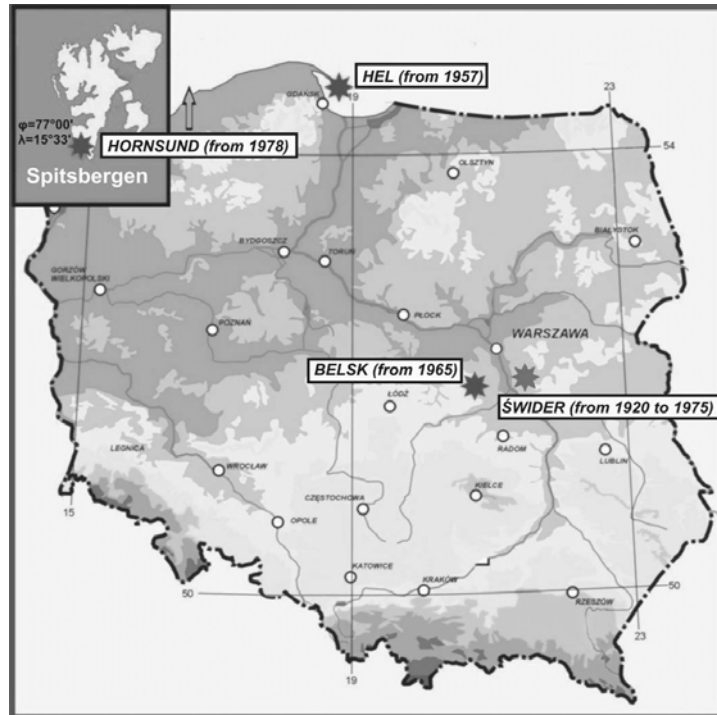 HEL (from 1957)
23
GDAŃSK
19
φ=77°00'
λ=15°33'
HORNSUND (from 1978)
54
Spitsbergen
OLSZTYN
BIAŁYSTOK
BYDGOSZCZ
TORUŃ
GORZÓW
WIELKOPOLSKI
PŁOCK
POZNAŃ
WARSZAWA
BELSK (from 1965)
ŁÓDŹ
ŚWIDER (from 1920 to 1975)
RADOM
LEGNICA
LUBLIN
WROCŁAW
KIELCE
CZĘSTOCHOWA
15
OPOLE
KATOWICE
KRAKÓW
50
50
RZESZÓW
23
19